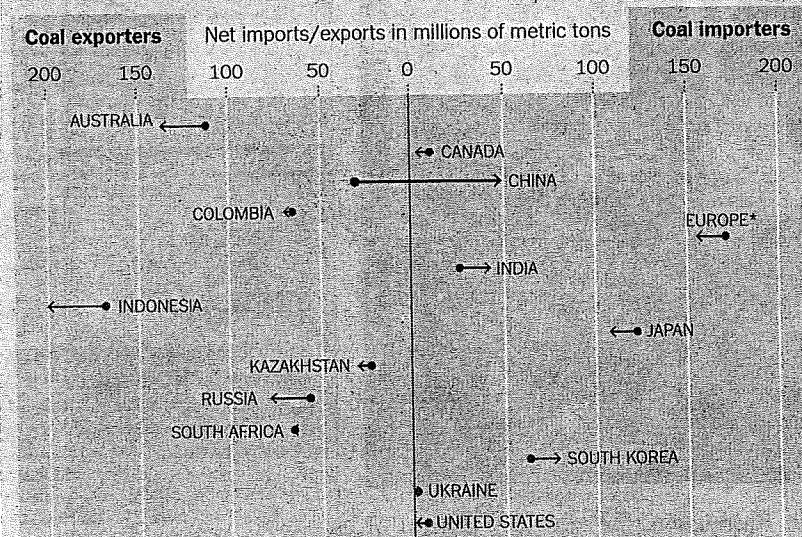 Coal exporters
Net imports/exports in millions of metric tons
Coal importers
200 150 100 50 0 50 100 150 200
AUSTRALIA
CANADA
CHINA
COLOMBIA
EUROPE*
INDIA
INDONESIA
JAPAN
KAZAKHSTAN
RUSSIA
SOUTH AFRICA
SOUTH KOREA
UKRAINE
UNITED STATES